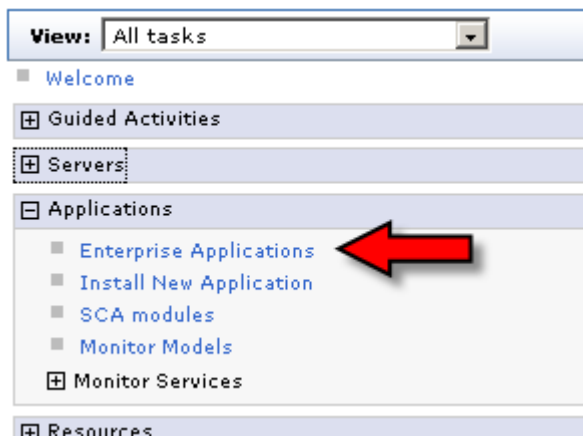 View: All tasks
Welcome
Guided Activities
Servers
Applications
Enterprise Applications
Install New Application
SCA modules
Monitor Models
Monitor Services
Resources